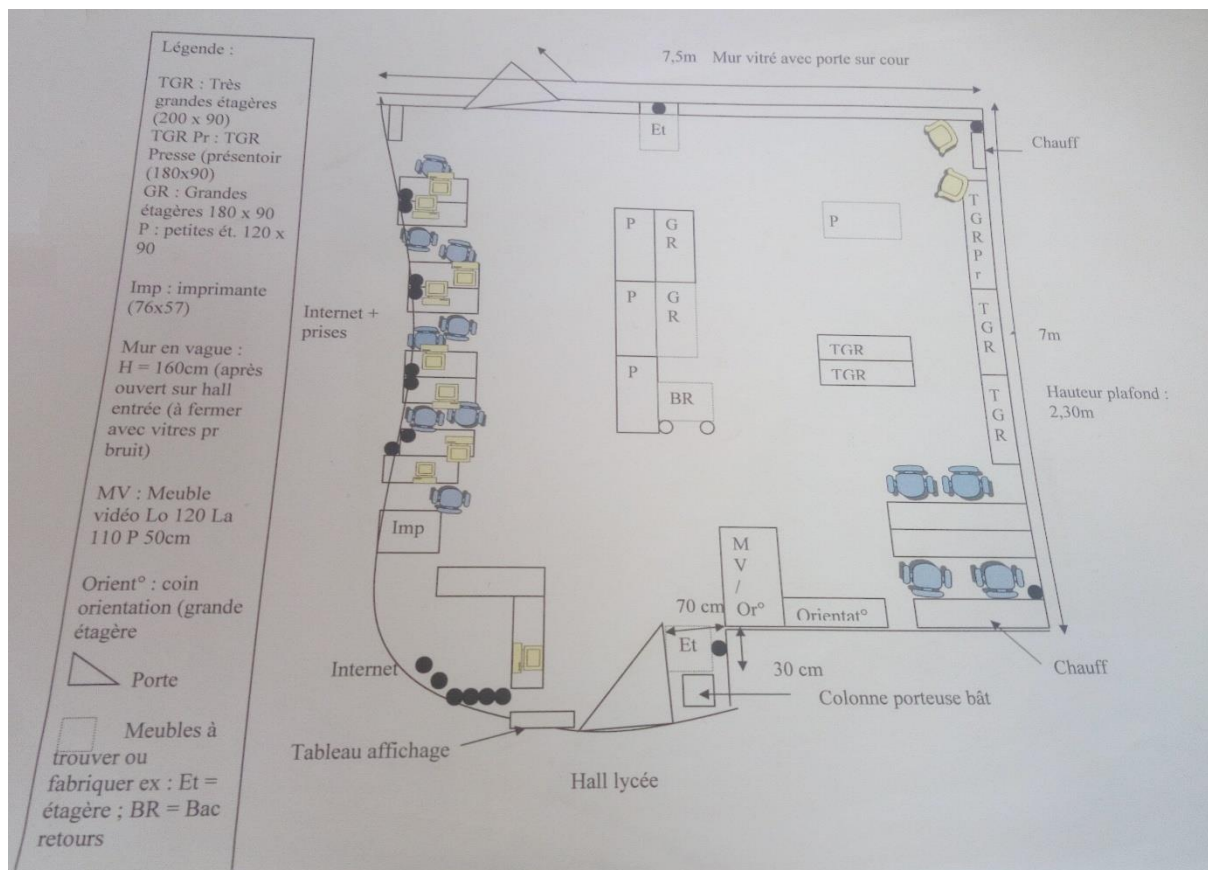 Légende :
TGR : Très
grandes étagères
(200 x 90)
TGR Pr : TGR
Presse (présentoir
(180x90)
GR : Grandes
étagères 180 x 90
P : petites ét. 120 x
90
Imp : imprimante
(76x57)
Mur en vague :
H = 160cm (après
ouvert sur hall
entrée (à fermer
avec vitres pr
bruit)
MV : Meuble
vidéo Lo 120 La
110 P 50cm
Orient° : coin
orientation (grande
étagère
Porte
Meubles à
trouver ou
fabriquer ex : Et =
étagère ; BR = Bac
retours
7,5m Mur vitré avec porte sur cour
Et
Chauff
P
G
R
P
T
G
R
P
r
Internet +
prises
P
G
R
T
G
R
7m
TGR
TGR
P
BR
T
G
R
Hauteur plafond :
2,30m
Imp
M
V
/
Or°
70 cm
Orientat°
Et
30 cm
Chauff
Internet
Colonne porteuse bât
Tableau affichage
Hall lycée